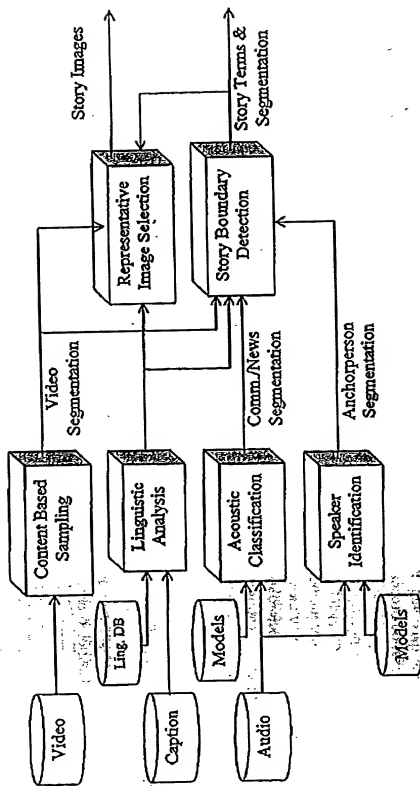 Video
Content Based
Sampling
Video
Segmentation
Representative
Image Selection
Story Images
Caption
Ling. DB
Linguistic
Analysis
Story Boundary
Detection
Story Terms &
Segmentation
Audio
Models
Acoustic
Classification
Comm./News
Segmentation
Models
Speaker
Identification
Anchorperson
Segmentation